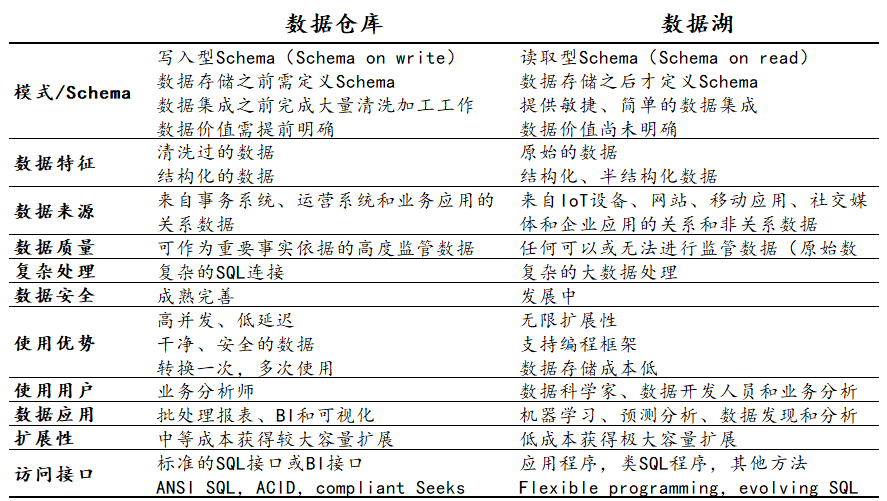 数据仓库 数据湖
模式/Schema
写入型Schema（Schema on write） 读取型Schema（Schema on read）
数据存储之前需定义Schema 数据存储之后才定义Schema
数据集成之前完成大量清洗加工工作 提供敏捷、简单的数据集成
数据价值需提前明确 数据价值尚未明确
数据特征
清洗过的数据 原始的数据
结构化的数据 结构化、半结构化数据
数据来源
来自事务系统、运营系统和业务应用的 来自IoT设备、网站、移动应用、社交媒
关系数据 体和企业应用的关系和非关系数据
数据质量 可作为重要事实依据的高度监管数据 任何可以或无法进行监管数据（原始数
复杂处理 复杂的SQL连接 复杂的大数据处理
数据安全 成熟完善 发展中
使用优势
高并发、低延迟 无限扩展性
干净、安全的数据 支持编程框架
转换一次，多次使用 数据存储成本低
使用用户 业务分析师 数据科学家、数据开发人员和业务分析
数据应用 批处理报表、BI和可视化 机器学习、预测分析、数据发现和分析
扩展性 中等成本获得较大容量扩展 低成本获得极大容量扩展
访问接口
标准的SQL接口或BI接口 应用程序，类SQL程序，其他方法
ANSI SQL, ACID, compliant Seeks Flexible programming, evolving SQL